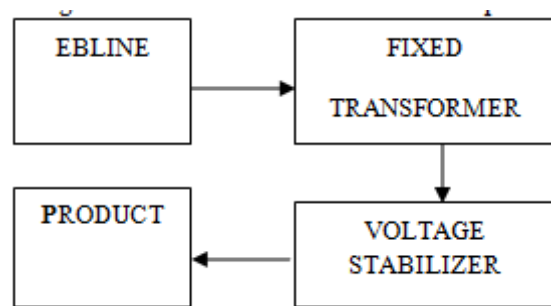 EBLINE
FIXED
TRANSFORMER
PRODUCT
VOLTAGE
STABILIZER